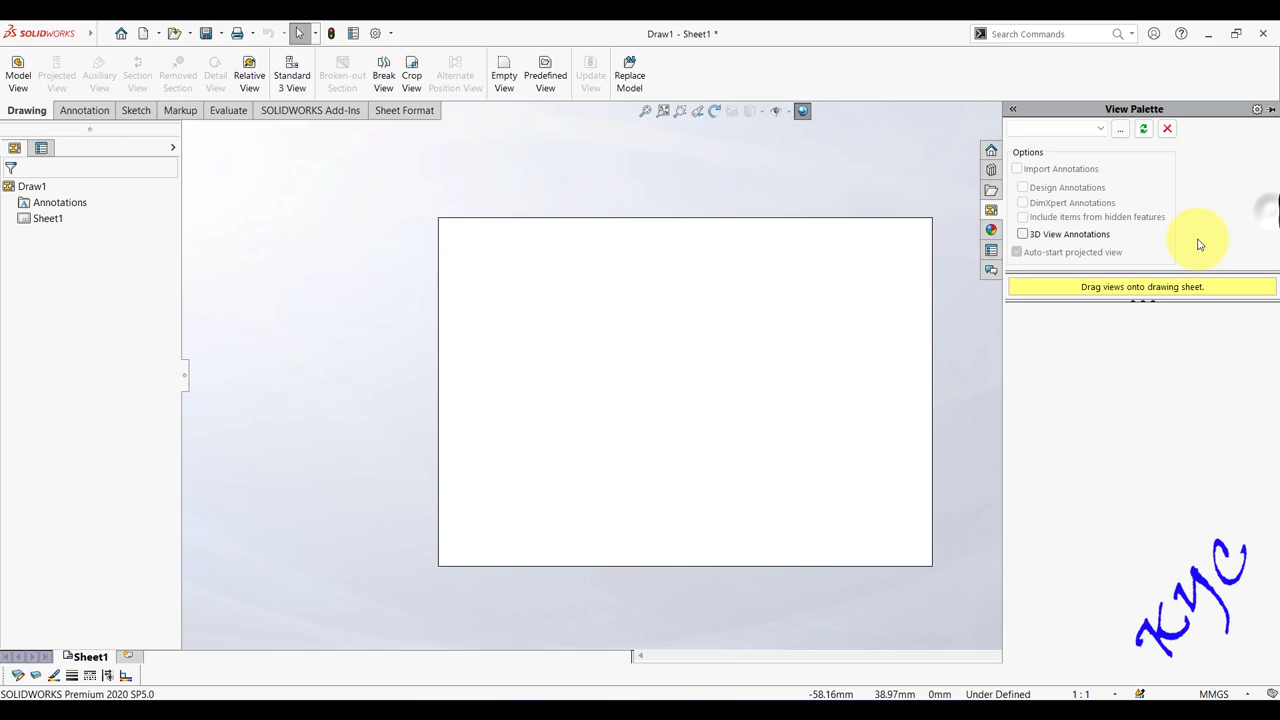 SOLIDWORKS
Draw1 - Sheet1 *
Search Commands
Model View
Projected View
Auxiliary View
Section View
Removed Section
Detail View
Relative View
Standard 3 View
Broken-out Section
Break View
Crop View
Alternate Position View
Empty View
Predefined View
Update View
Replace Model
Drawing
Annotation
Sketch
Markup
Evaluate
SOLIDWORKS Add-Ins
Sheet Format
View Palette
...
Options
Import Annotations
Design Annotations
DimXpert Annotations
Include items from hidden features
3D View Annotations
Auto-start projected view
Drag views onto drawing sheet.
Draw1
Annotations
Sheet1
KYC
Sheet1
SOLIDWORKS Premium 2020 SP5.0
-58.16mm
38.97mm
0mm
Under Defined
1 : 1
MMGS